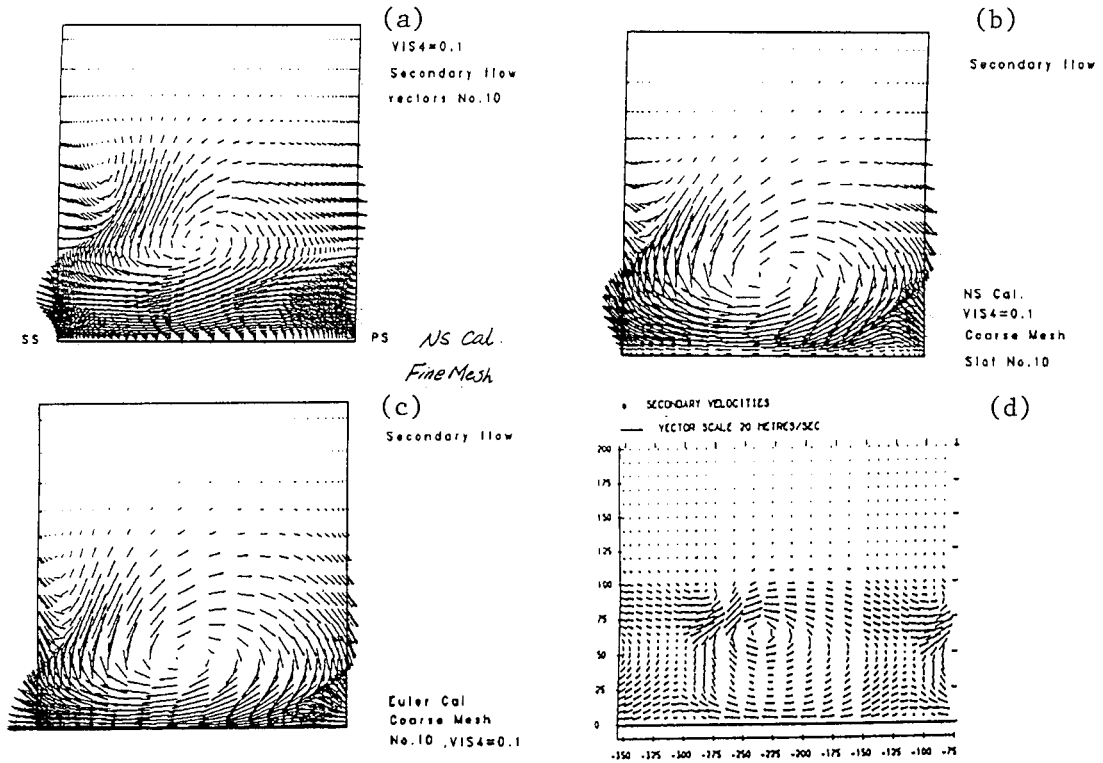 (a)
VIS4=0.1
Secondary flow
vectors No.10
SS
PS
NS Cal.
Fine Mesh
(b)
Secondary flow
NS Cal.
VIS4=0.1
Coarse Mesh
Slot No.10
(c)
Secondary flow
Euler Cal
Coarse Mesh
No.10 ,VIS4=0.1
(d)
SECONDARY VELOCITIES
VECTOR SCALE 20 METRES/SEC
200
175
150
125
100
75
50
25
0
-350 -325 -300 -275 -250 -225 -200 -175 -150 -125 -100 -75